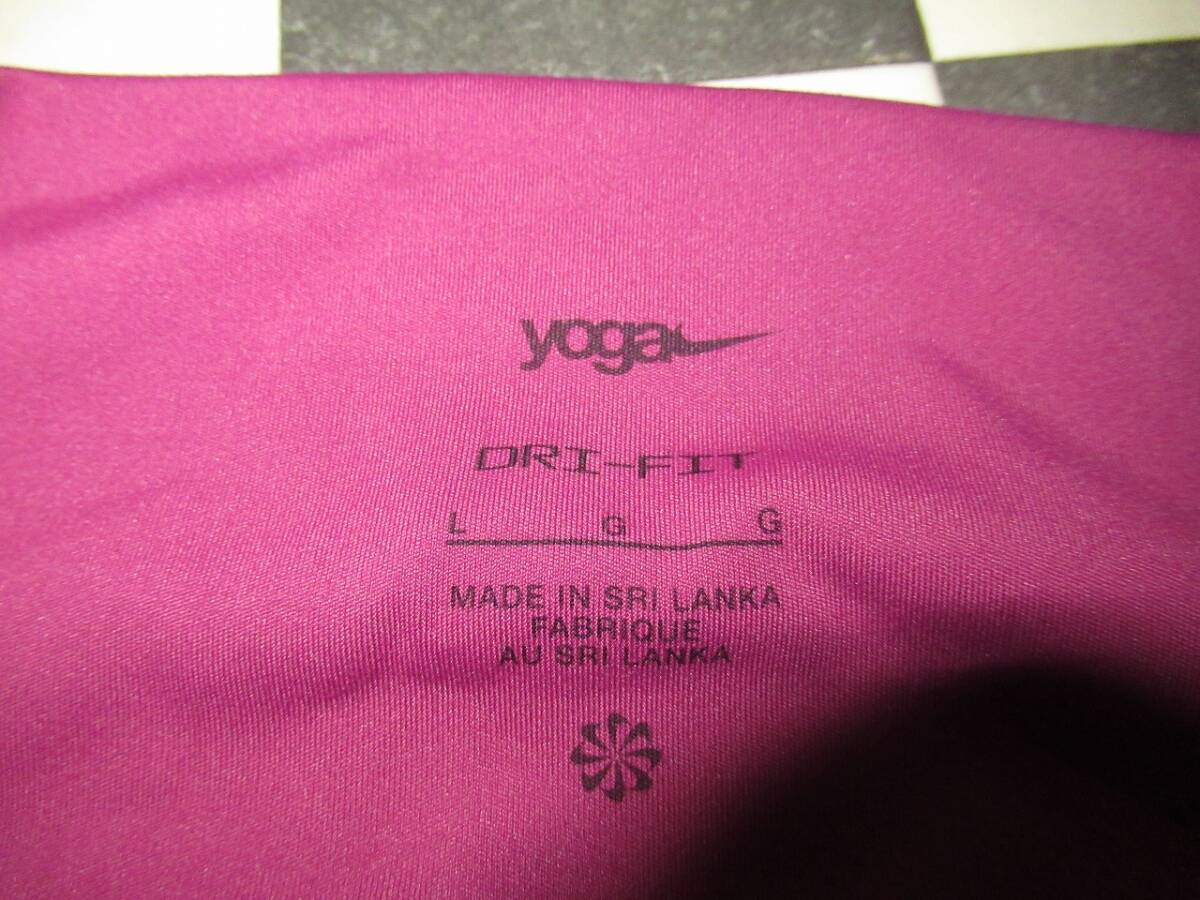 yoga
DRI-FIT
L G G
MADE IN SRI LANKA
FABRIQUE
AU SRI LANKA